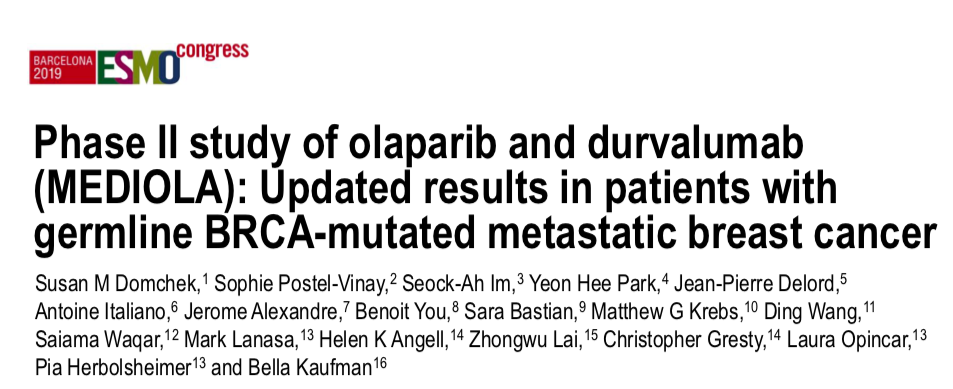 BARCELONA
2019
ESMO congress
Phase II study of olaparib and durvalumab
(MEDIOLA): Updated results in patients with
germline BRCA-mutated metastatic breast cancer
Susan M Domchek,1 Sophie Postel-Vinay,2 Seock-Ah Im,3 Yeon Hee Park,4 Jean-Pierre Delord,5
Antoine Italiano,6 Jerome Alexandre,7 Benoit You,8 Sara Bastian,9 Matthew G Krebs,10 Ding Wang,11
Saiama Waqar,12 Mark Lanasa,13 Helen K Angell,14 Zhongwu Lai,15 Christopher Gresty,14 Laura Opincar,13
Pia Herbolsheimer13 and Bella Kaufman16